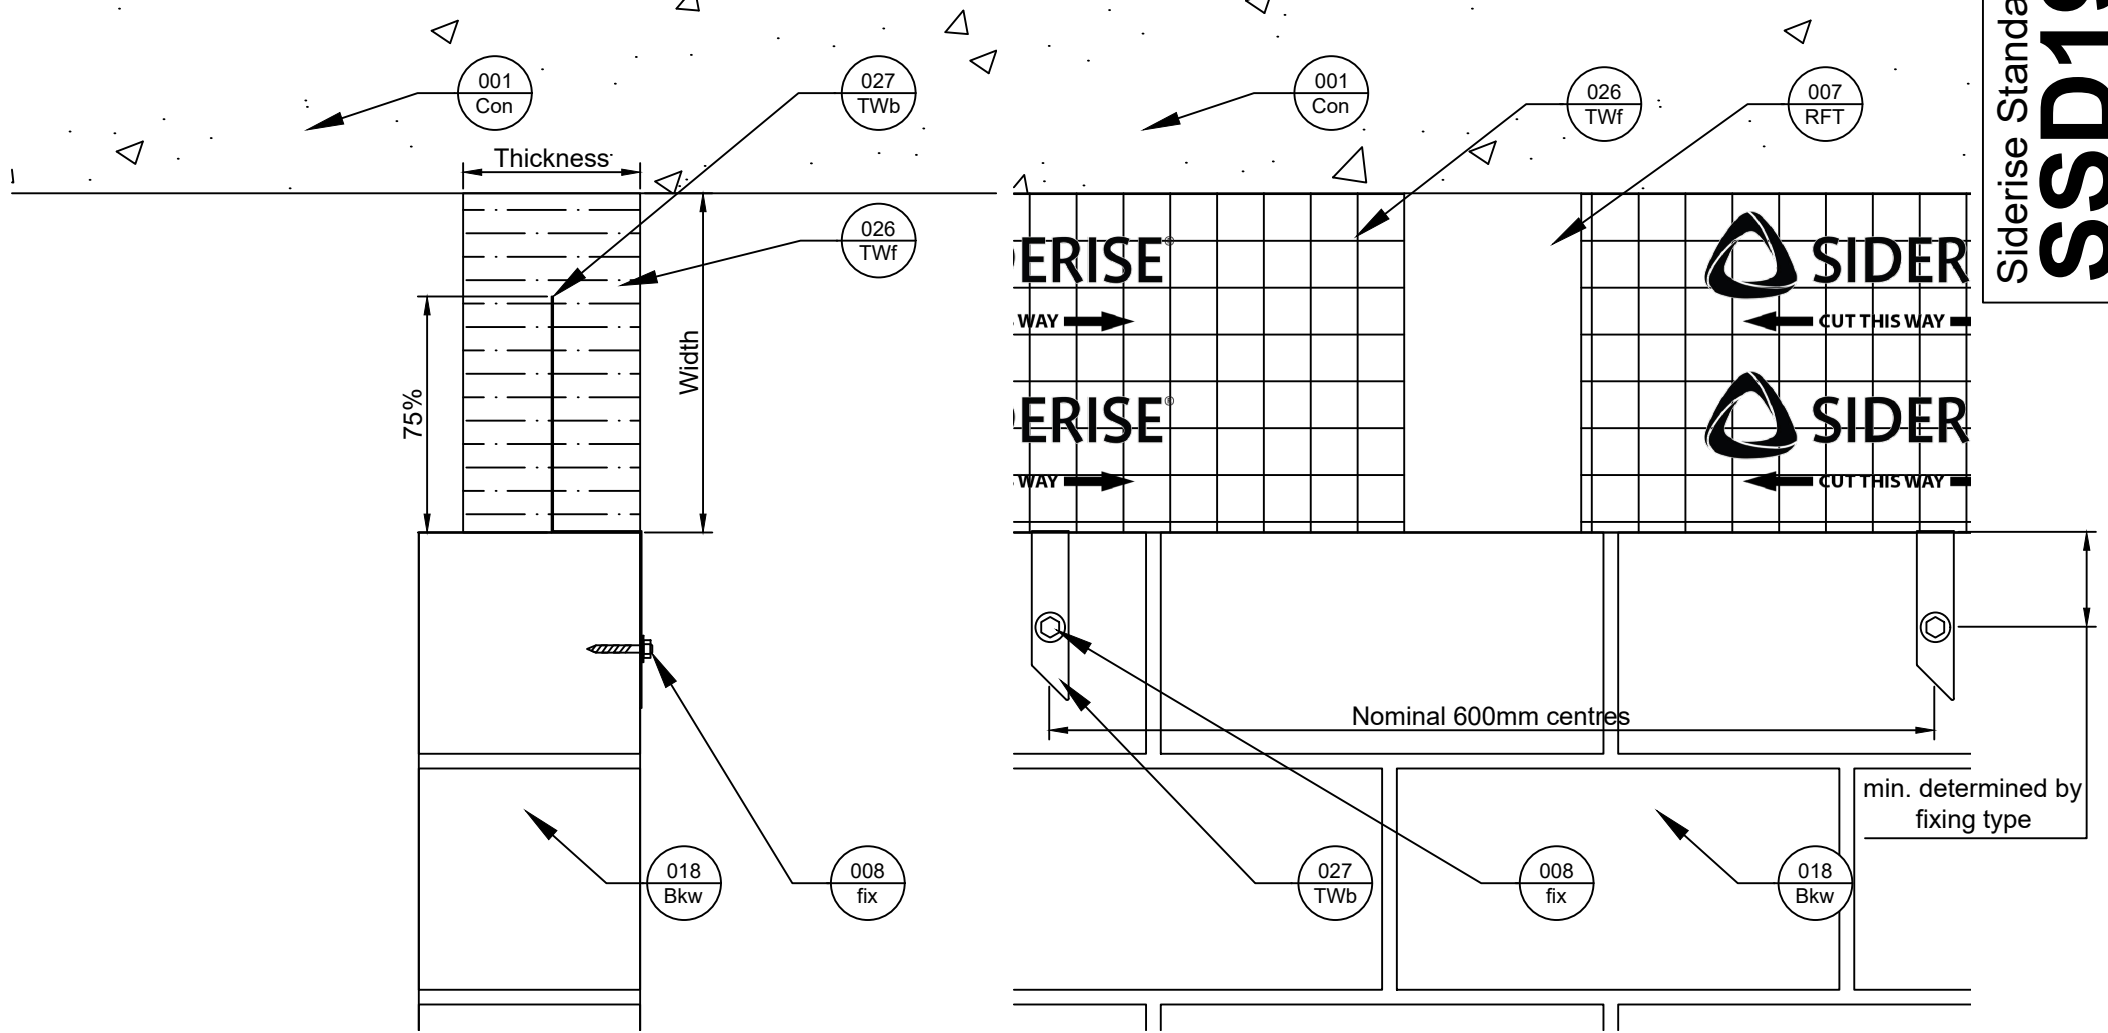 001
Con
027
TWb
Thickness
026
TWf
75%
Width
018
Bkw
008
fix
001
Con
026
TWf
007
RFT
ERISE®
WAY
ERISE®
WAY
SIDER
CUT THIS WAY
SIDER
CUT THIS WAY
Nominal 600mm centres
min. determined by
fixing type
027
TWb
008
fix
018
Bkw
Siderise Standa
SSD1